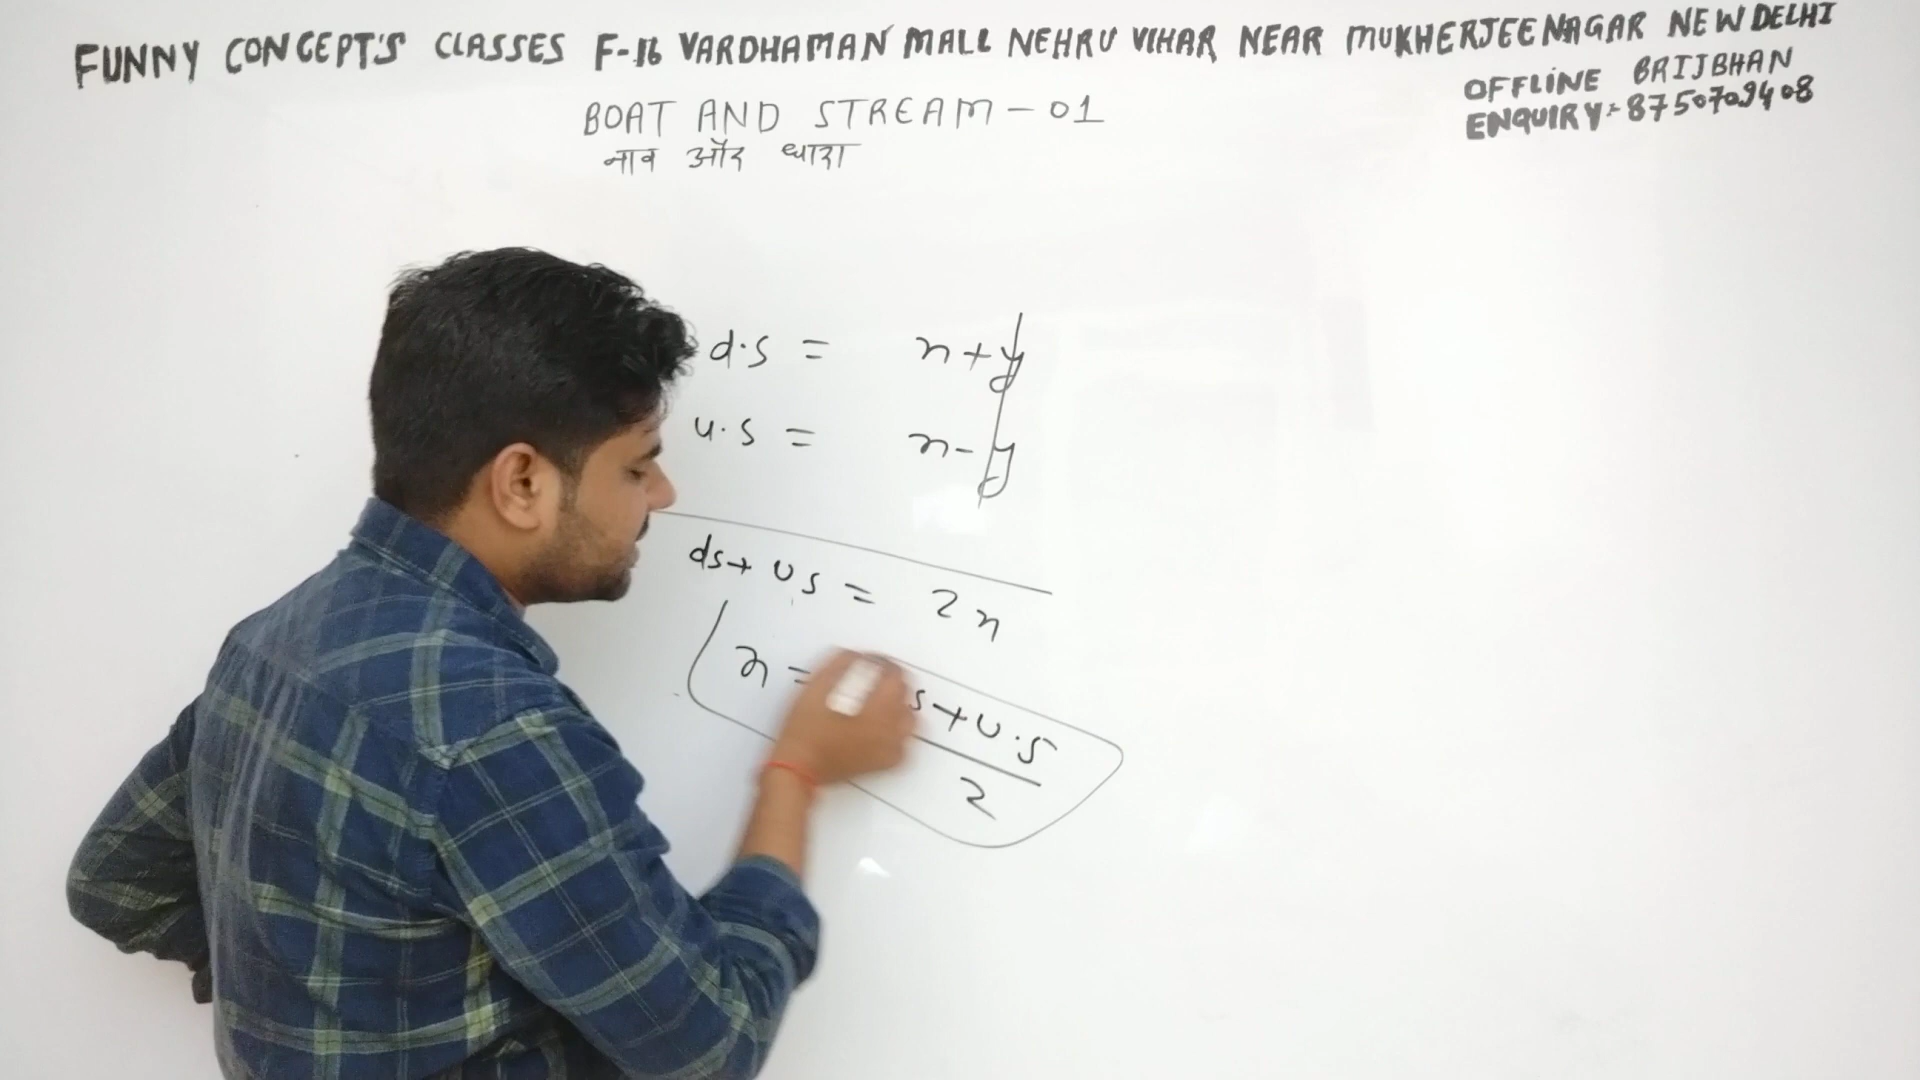 FUNNY CONCEPT'S CLASSES F-16 VARDHAMAN MALL NEHRU VIHAR NEAR MUKHERJEE NAGAR NEW DELHI
OFFLINE BRIJBHAN
ENQUIRY:- 8750709408
BOAT AND STREAM - 01
नाव और धारा
d.s = x+y
u.s = x-y
ds+us = 2x
x = s+u.s
2